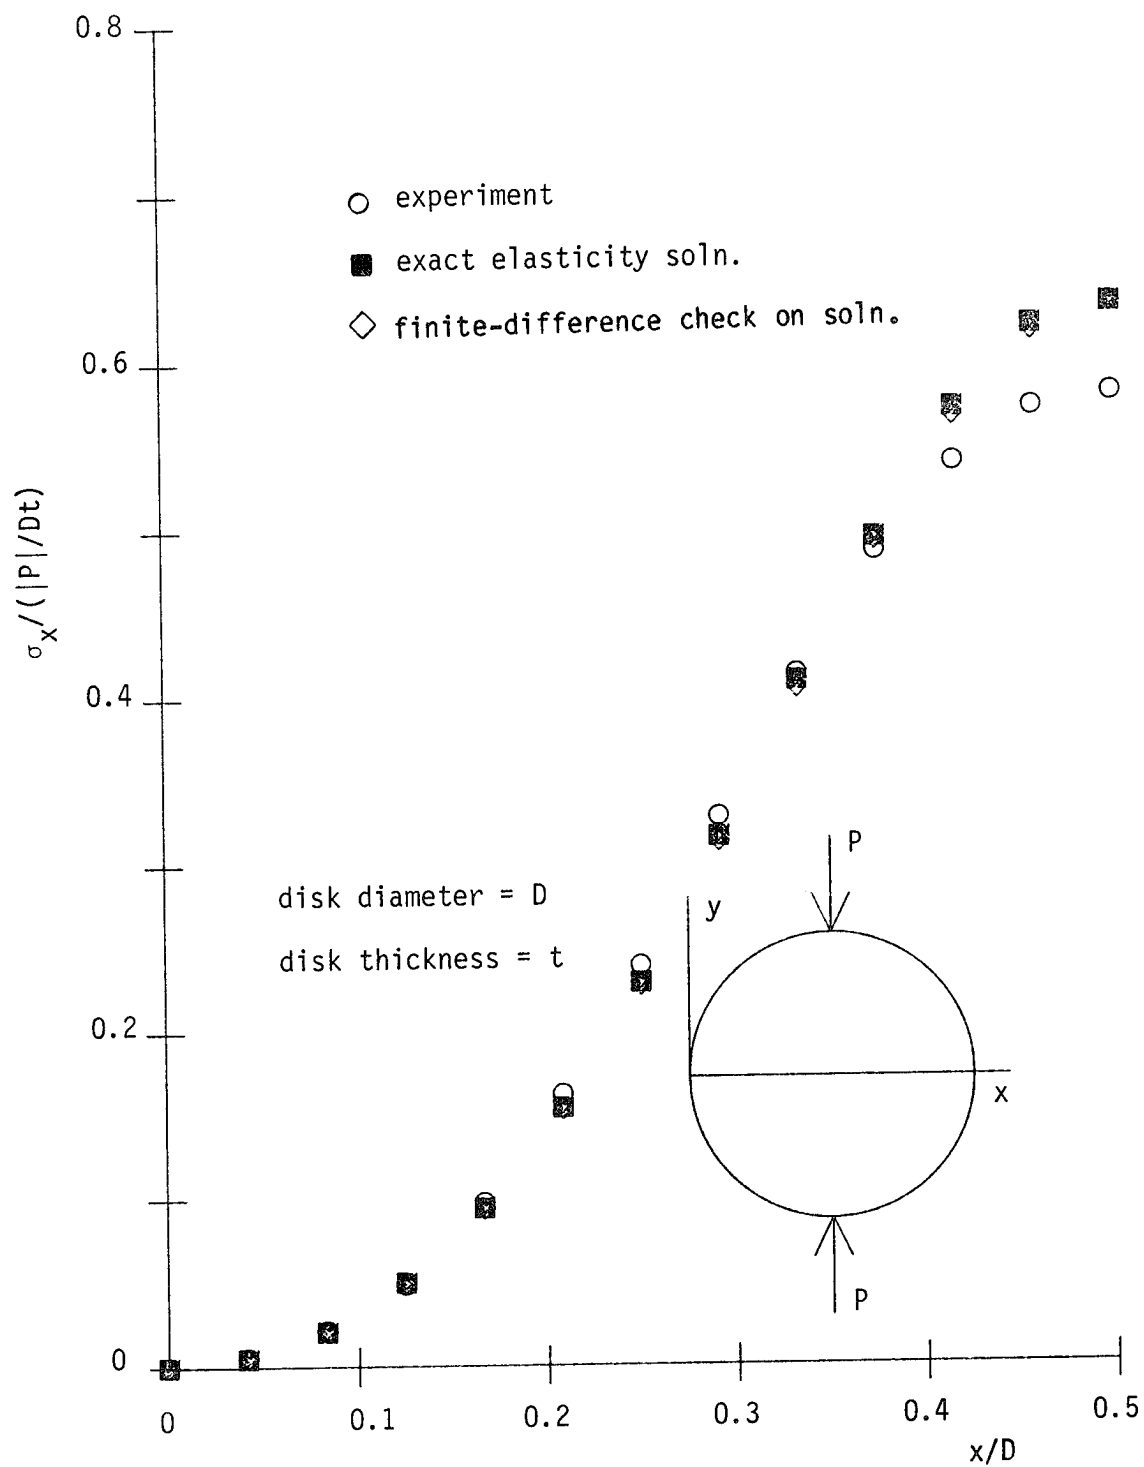 0.8
experiment
exact elasticity soln.
finite-difference check on soln.
0.6
σx/(|P|/Dt)
0.4
P
disk diameter = D
y
disk thickness = t
0.2
x
P
0
0
0.1
0.2
0.3
0.4
0.5
x/D